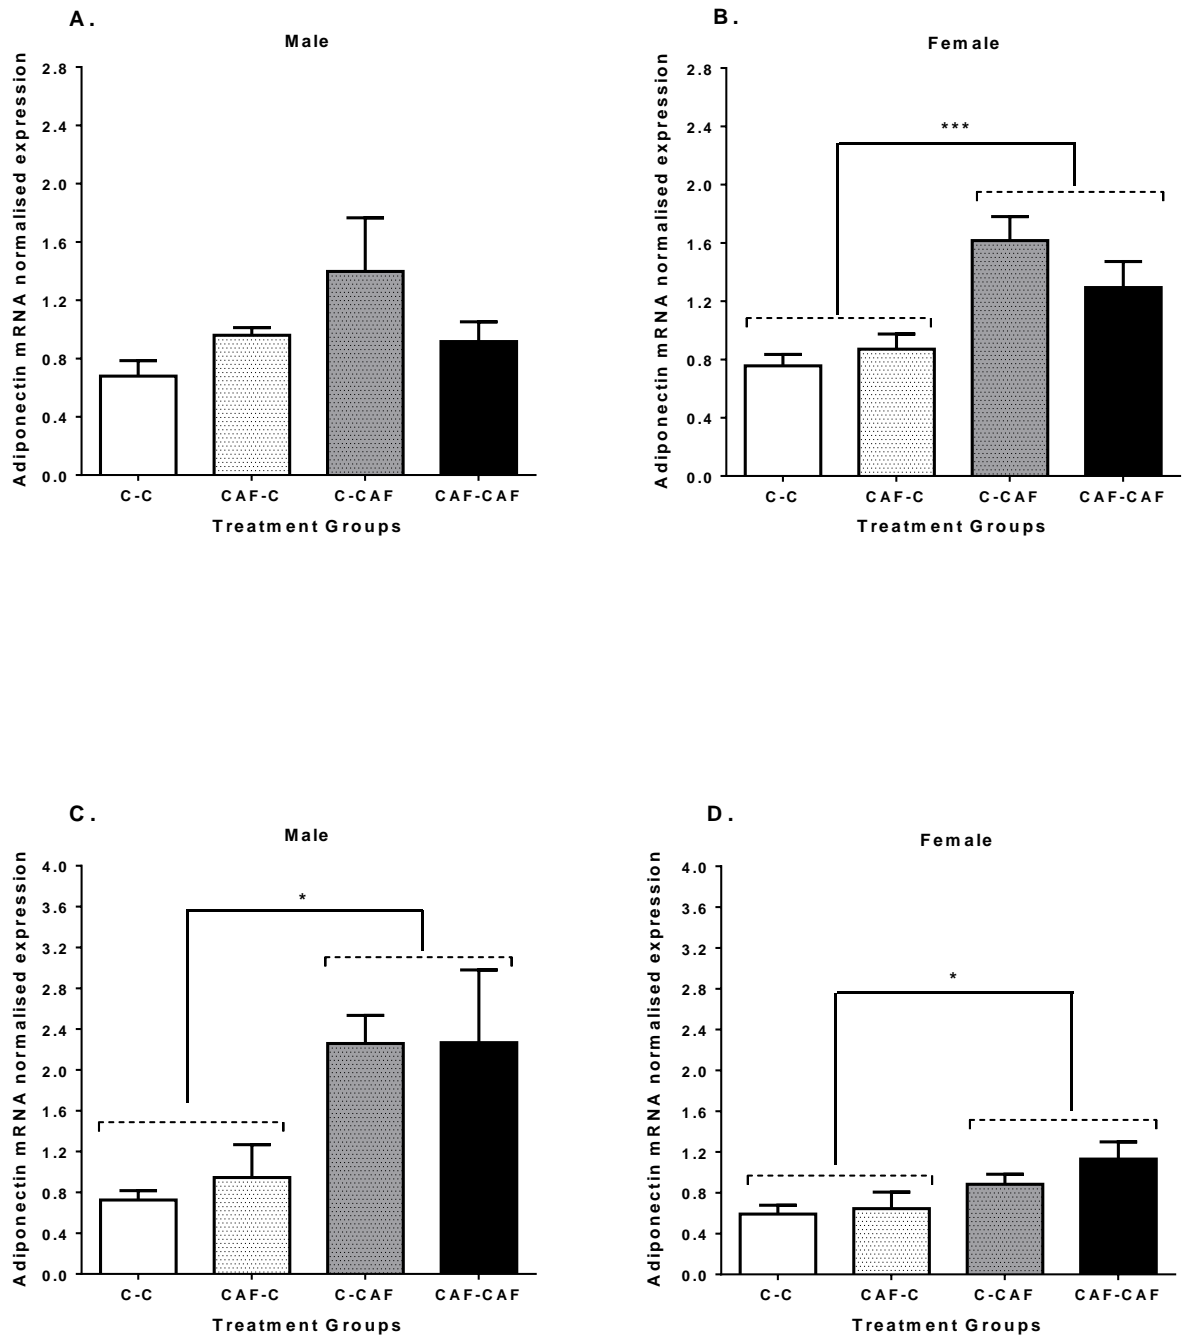 A.
Male
Adiponectin mRNA normalised expression
2.8
2.4
2.0
1.6
1.2
0.8
0.4
0.0
C-C CAF-C C-CAF CAF-CAF
Treatment Groups
B.
Female
Adiponectin mRNA normalised expression
2.8
2.4
2.0
1.6
1.2
0.8
0.4
0.0
***
C-C CAF-C C-CAF CAF-CAF
Treatment Groups
C.
Male
Adiponectin mRNA normalised expression
4.0
3.6
3.2
2.8
2.4
2.0
1.6
1.2
0.8
0.4
0.0
*
C-C CAF-C C-CAF CAF-CAF
Treatment Groups
D.
Female
Adiponectin mRNA normalised expression
4.0
3.6
3.2
2.8
2.4
2.0
1.6
1.2
0.8
0.4
0.0
*
C-C CAF-C C-CAF CAF-CAF
Treatment Groups